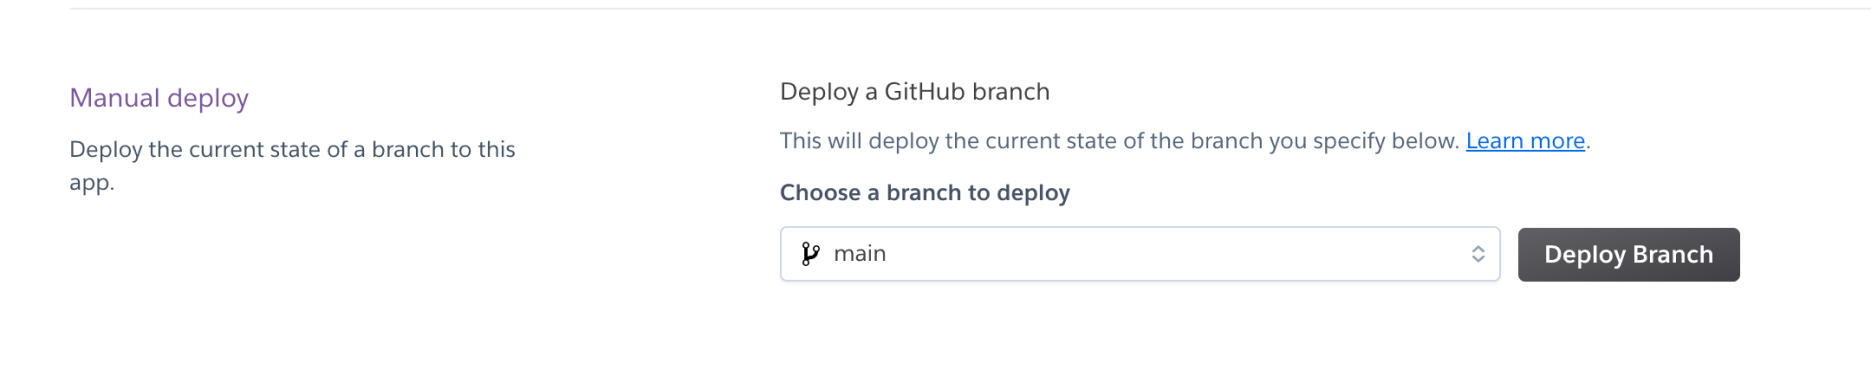 Manual deploy
Deploy the current state of a branch to this
app.
Deploy a GitHub branch
This will deploy the current state of the branch you specify below. Learn more.
Choose a branch to deploy
main
Deploy Branch